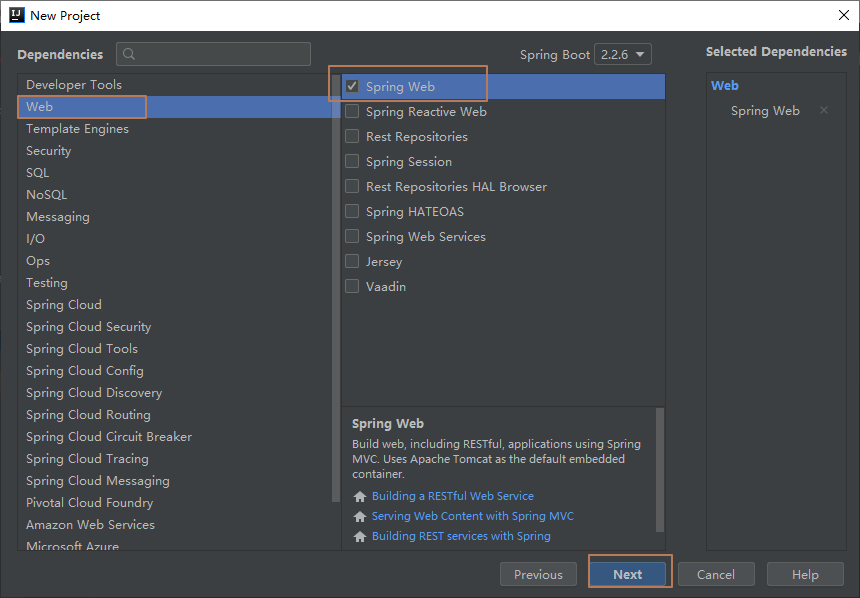 New Project
Dependencies
Spring Boot 2.2.6
Selected Dependencies
Developer Tools
Web
Template Engines
Security
SQL
NoSQL
Messaging
I/O
Ops
Testing
Spring Cloud
Spring Cloud Security
Spring Cloud Tools
Spring Cloud Config
Spring Cloud Discovery
Spring Cloud Routing
Spring Cloud Circuit Breaker
Spring Cloud Tracing
Spring Cloud Messaging
Pivotal Cloud Foundry
Amazon Web Services
Microsoft Azure
Spring Web
Spring Reactive Web
Rest Repositories
Spring Session
Rest Repositories HAL Browser
Spring HATEOAS
Spring Web Services
Jersey
Vaadin
Spring Web
Build web, including RESTful, applications using Spring
MVC. Uses Apache Tomcat as the default embedded
container.
Building a RESTful Web Service
Serving Web Content with Spring MVC
Building REST services with Spring
Web
Spring Web
Previous
Next
Cancel
Help